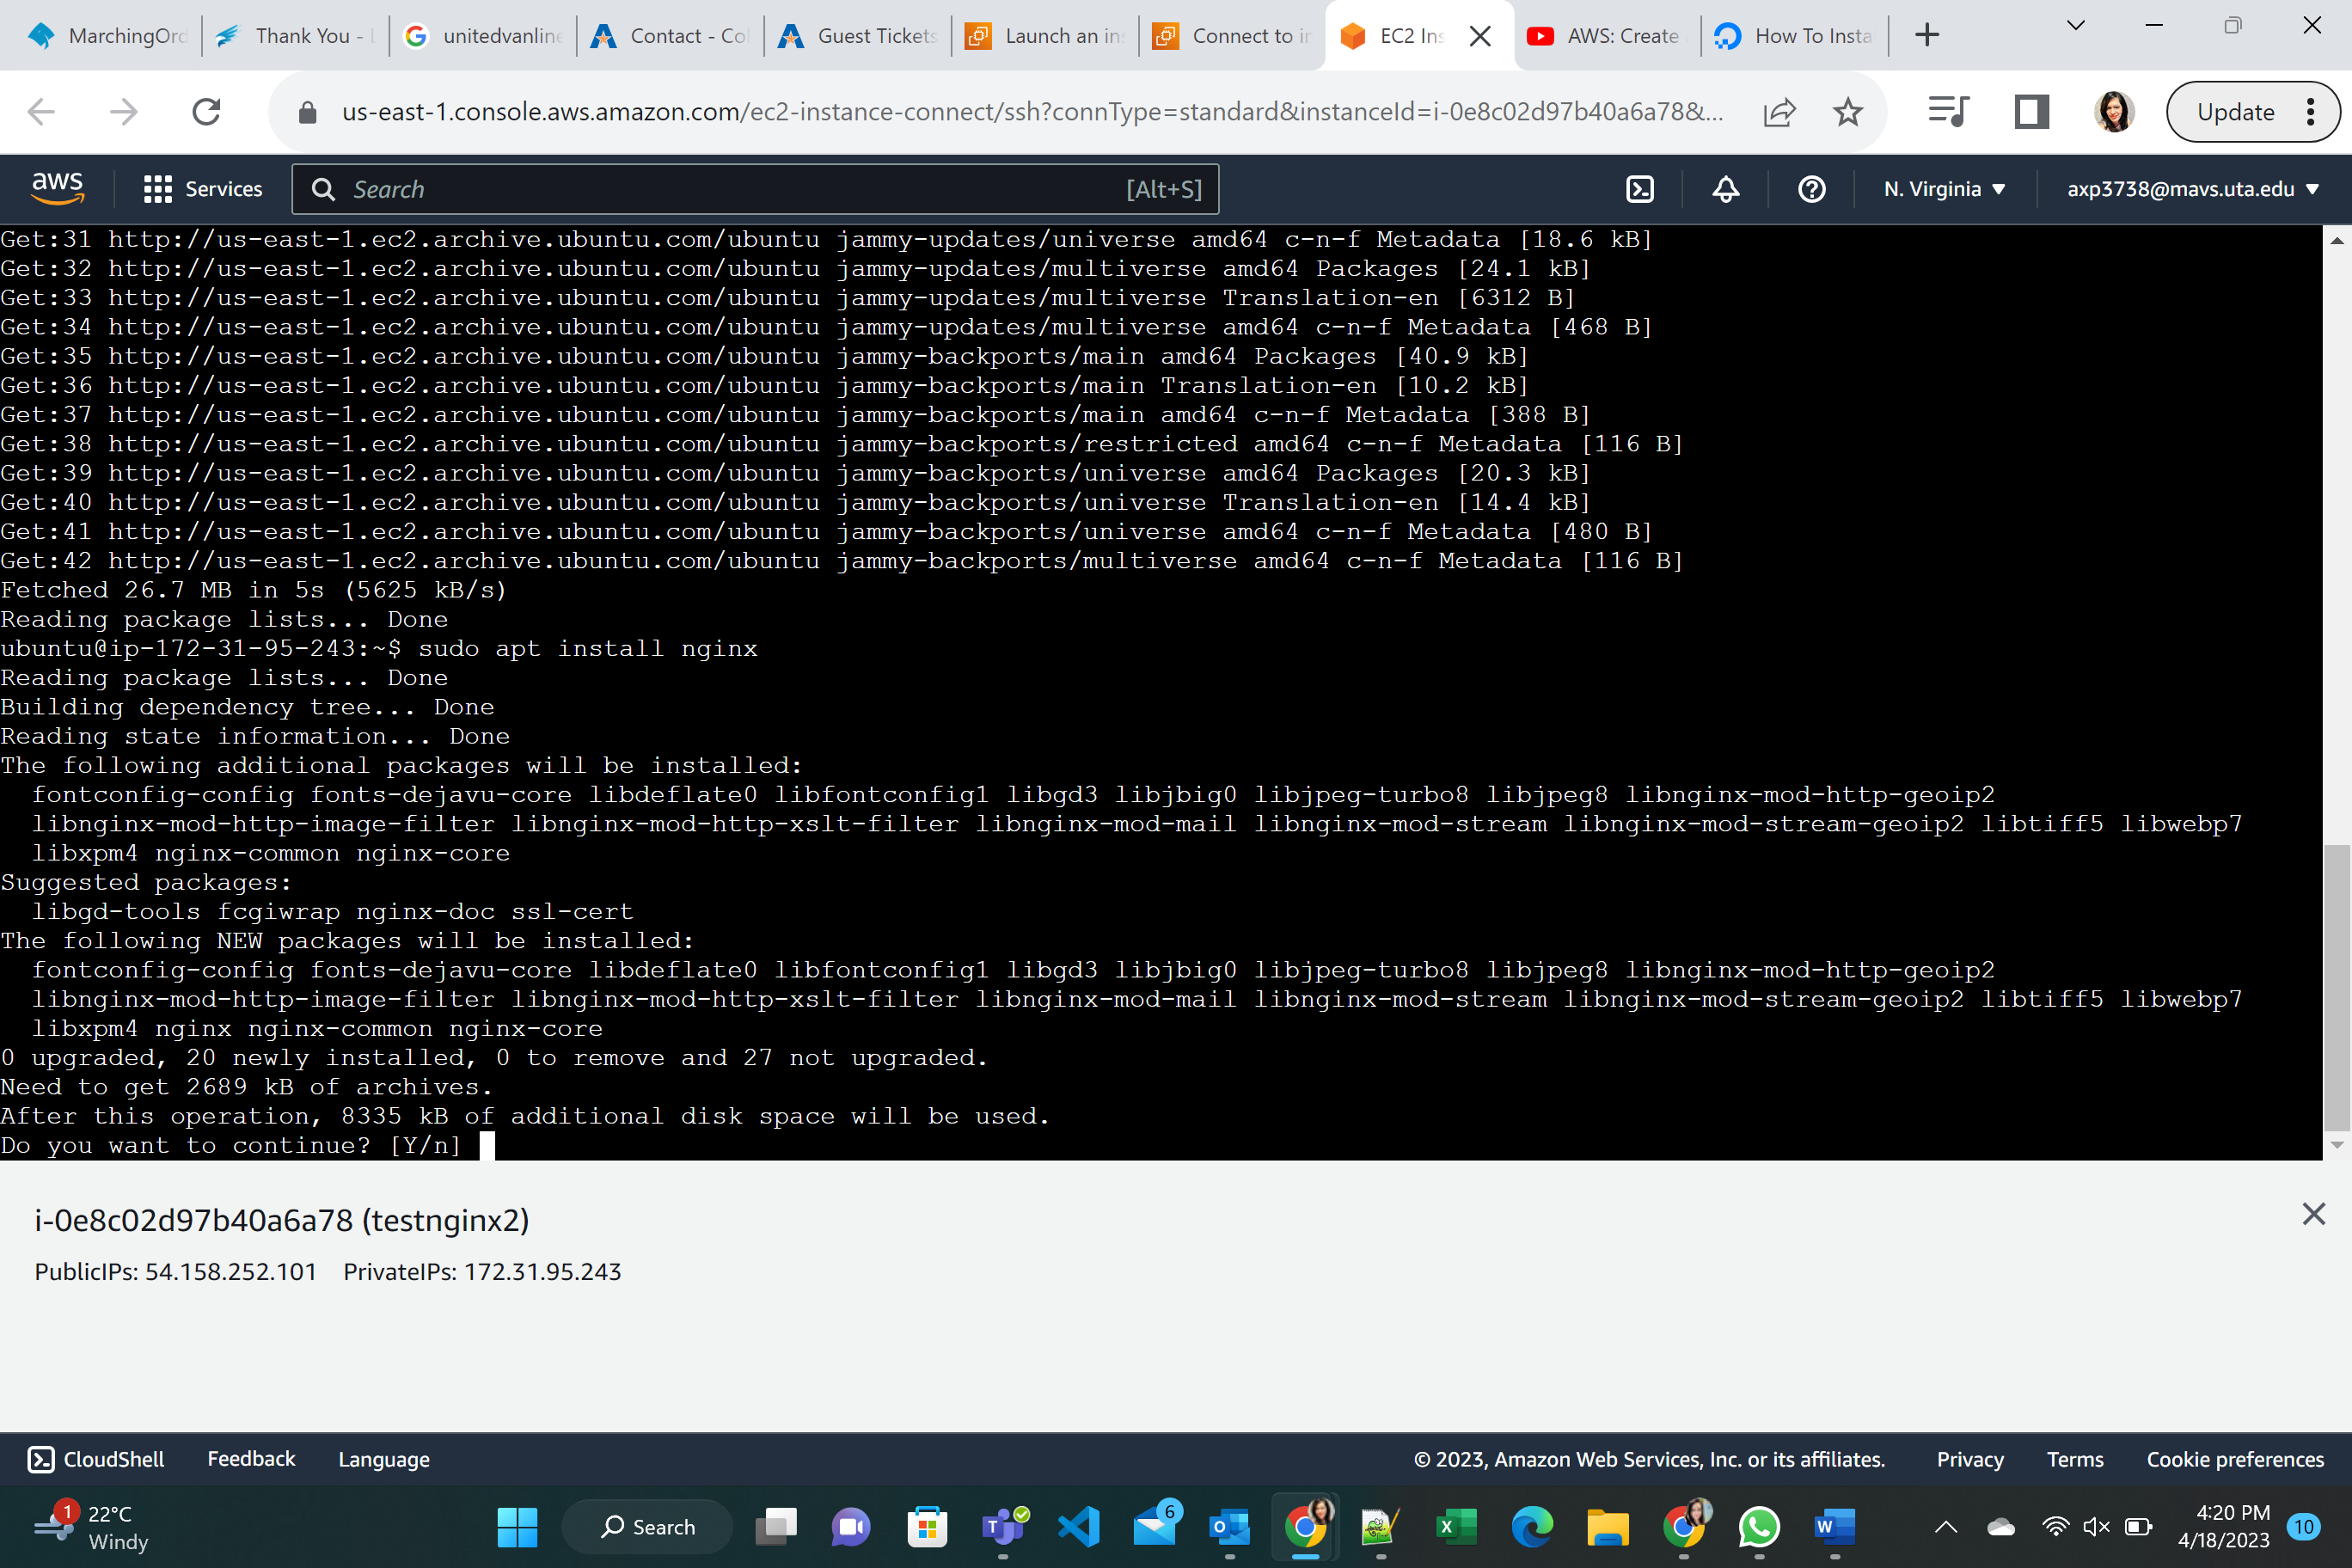 MarchingOrd
Thank You - L
unitedvanline
Contact - Col
Guest Tickets
Launch an ins
Connect to in
EC2 Ins
AWS: Create
How To Insta
us-east-1.console.aws.amazon.com/ec2-instance-connect/ssh?connType=standard&instanceId=i-0e8c02d97b40a6a78&...
Update
aws
Services
Search
[Alt+S]
N. Virginia
axp3738@mavs.uta.edu
Get:31 http://us-east-1.ec2.archive.ubuntu.com/ubuntu jammy-updates/universe amd64 c-n-f Metadata [18.6 kB]
Get:32 http://us-east-1.ec2.archive.ubuntu.com/ubuntu jammy-updates/multiverse amd64 Packages [24.1 kB]
Get:33 http://us-east-1.ec2.archive.ubuntu.com/ubuntu jammy-updates/multiverse Translation-en [6312 B]
Get:34 http://us-east-1.ec2.archive.ubuntu.com/ubuntu jammy-updates/multiverse amd64 c-n-f Metadata [468 B]
Get:35 http://us-east-1.ec2.archive.ubuntu.com/ubuntu jammy-backports/main amd64 Packages [40.9 kB]
Get:36 http://us-east-1.ec2.archive.ubuntu.com/ubuntu jammy-backports/main Translation-en [10.2 kB]
Get:37 http://us-east-1.ec2.archive.ubuntu.com/ubuntu jammy-backports/main amd64 c-n-f Metadata [388 B]
Get:38 http://us-east-1.ec2.archive.ubuntu.com/ubuntu jammy-backports/restricted amd64 c-n-f Metadata [116 B]
Get:39 http://us-east-1.ec2.archive.ubuntu.com/ubuntu jammy-backports/universe amd64 Packages [20.3 kB]
Get:40 http://us-east-1.ec2.archive.ubuntu.com/ubuntu jammy-backports/universe Translation-en [14.4 kB]
Get:41 http://us-east-1.ec2.archive.ubuntu.com/ubuntu jammy-backports/universe amd64 c-n-f Metadata [480 B]
Get:42 http://us-east-1.ec2.archive.ubuntu.com/ubuntu jammy-backports/multiverse amd64 c-n-f Metadata [116 B]
Fetched 26.7 MB in 5s (5625 kB/s)
Reading package lists... Done
ubuntu@ip-172-31-95-243:~$ sudo apt install nginx
Reading package lists... Done
Building dependency tree... Done
Reading state information... Done
The following additional packages will be installed:
fontconfig-config fonts-dejavu-core libdeflate0 libfontconfig1 libgd3 libjbig0 libjpeg-turbo8 libjpeg8 libnginx-mod-http-geoip2
libnginx-mod-http-image-filter libnginx-mod-http-xslt-filter libnginx-mod-mail libnginx-mod-stream libnginx-mod-stream-geoip2 libtiff5 libwebp7
libxpm4 nginx-common nginx-core
Suggested packages:
libgd-tools fcgiwrap nginx-doc ssl-cert
The following NEW packages will be installed:
fontconfig-config fonts-dejavu-core libdeflate0 libfontconfig1 libgd3 libjbig0 libjpeg-turbo8 libjpeg8 libnginx-mod-http-geoip2
libnginx-mod-http-image-filter libnginx-mod-http-xslt-filter libnginx-mod-mail libnginx-mod-stream libnginx-mod-stream-geoip2 libtiff5 libwebp7
libxpm4 nginx nginx-common nginx-core
0 upgraded, 20 newly installed, 0 to remove and 27 not upgraded.
Need to get 2689 kB of archives.
After this operation, 8335 kB of additional disk space will be used.
Do you want to continue? [Y/n]
i-0e8c02d97b40a6a78 (testnginx2)
PublicIPs: 54.158.252.101 PrivateIPs: 172.31.95.243
CloudShell
Feedback
Language
© 2023, Amazon Web Services, Inc. or its affiliates.
Privacy
Terms
Cookie preferences
1
22°C
Windy
Search
6
4:20 PM
4/18/2023
10